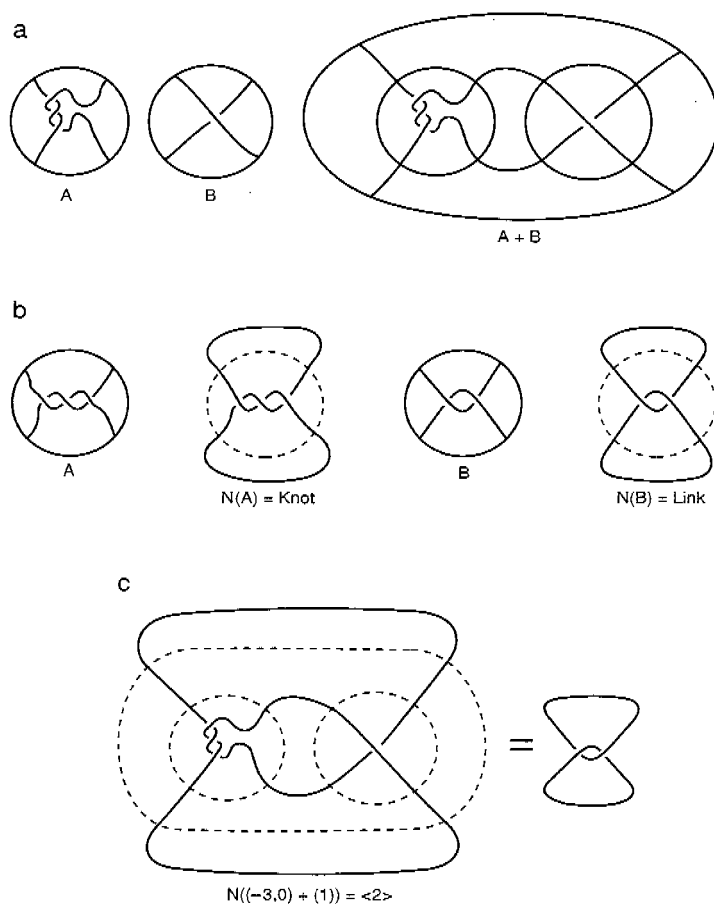 a
A
B
A + B
b
A
N(A) = Knot
B
N(B) = Link
c
=
N((−3,0) + (1)) = <2>